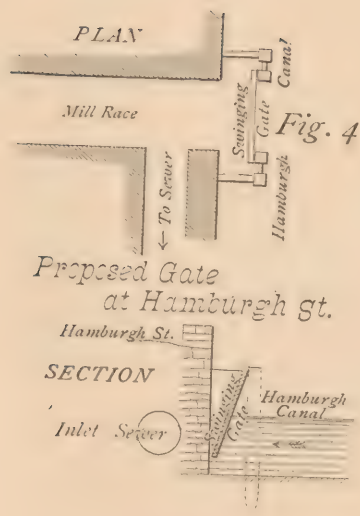 PLAN
Canal
Mill Race
Swinging
Gate
Fig. 4
Hamburgh
To Sewer
Proposed Gate
at Hamburgh St.
Hamburgh St.
SECTION
Hamburgh
Canal
Inlet Sewer
Swinging
Gate